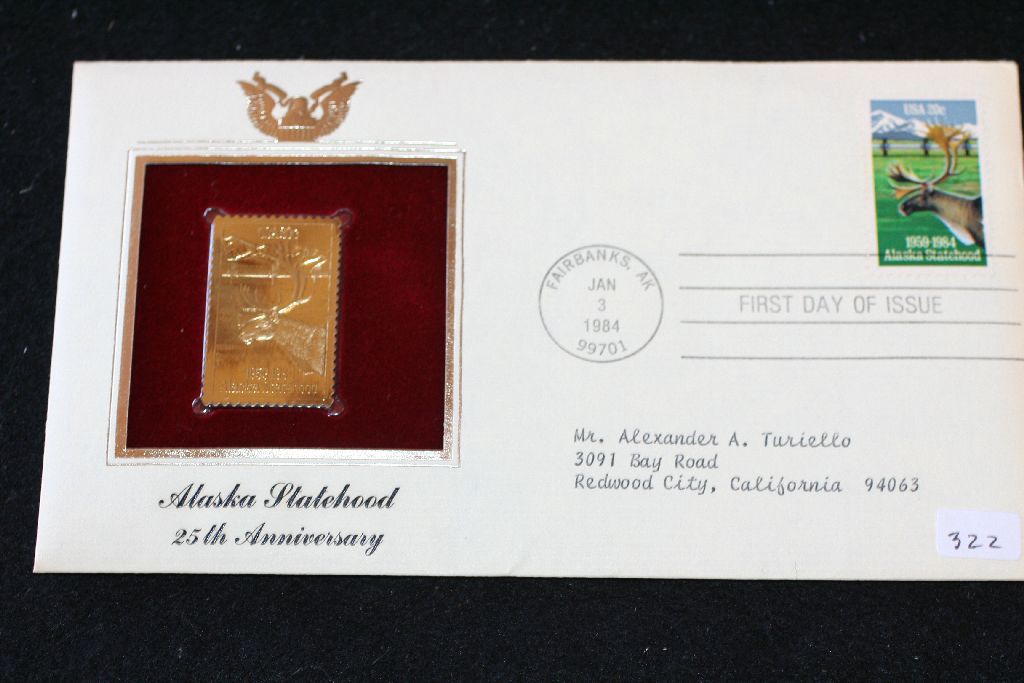 USA 20c
1959-1984
Alaska Statehood
FAIRBANKS, AK
JAN
3
1984
99701
FIRST DAY OF ISSUE
Mr. Alexander A. Turiello
3091 Bay Road
Redwood City, California 94063
Alaska Statehood
25th Anniversary
322